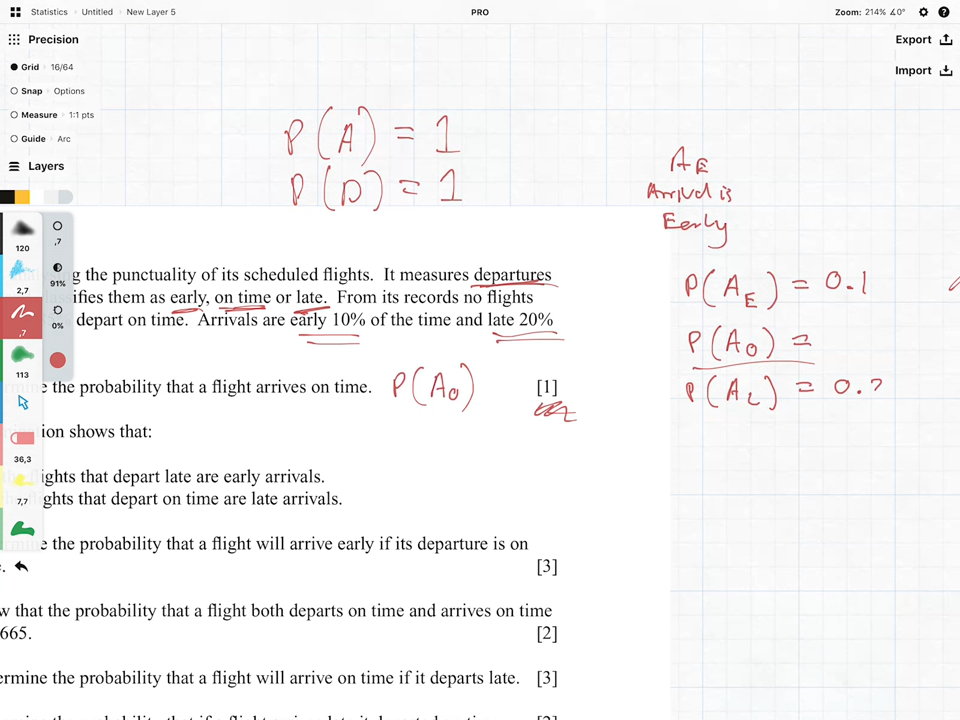 Statistics › Untitled › New Layer 5
PRO
Zoom: 214% ∡0°
Precision
Export
Grid › 16/64
Import
Snap › Options
Measure › 1:1 pts
Guide › Arc
Layers
P(A) = 1
P(D) = 1
A_E
Arrival is
Early
120
,7
2,7
91%
,7
0%
113
36,3
7,7
the punctuality of its scheduled flights. It measures departures
them as early, on time or late. From its records no flights
depart on time. Arrivals are early 10% of the time and late 20%
the probability that a flight arrives on time. P(A_O) [1]
P(A_E) = 0.1
P(A_O) =
P(A_L) = 0.
shows that:
flights that depart late are early arrivals.
flights that depart on time are late arrivals.
the probability that a flight will arrive early if its departure is on
[3]
that the probability that a flight both departs on time and arrives on time
665. [2]
the probability that a flight will arrive on time if it departs late. [3]